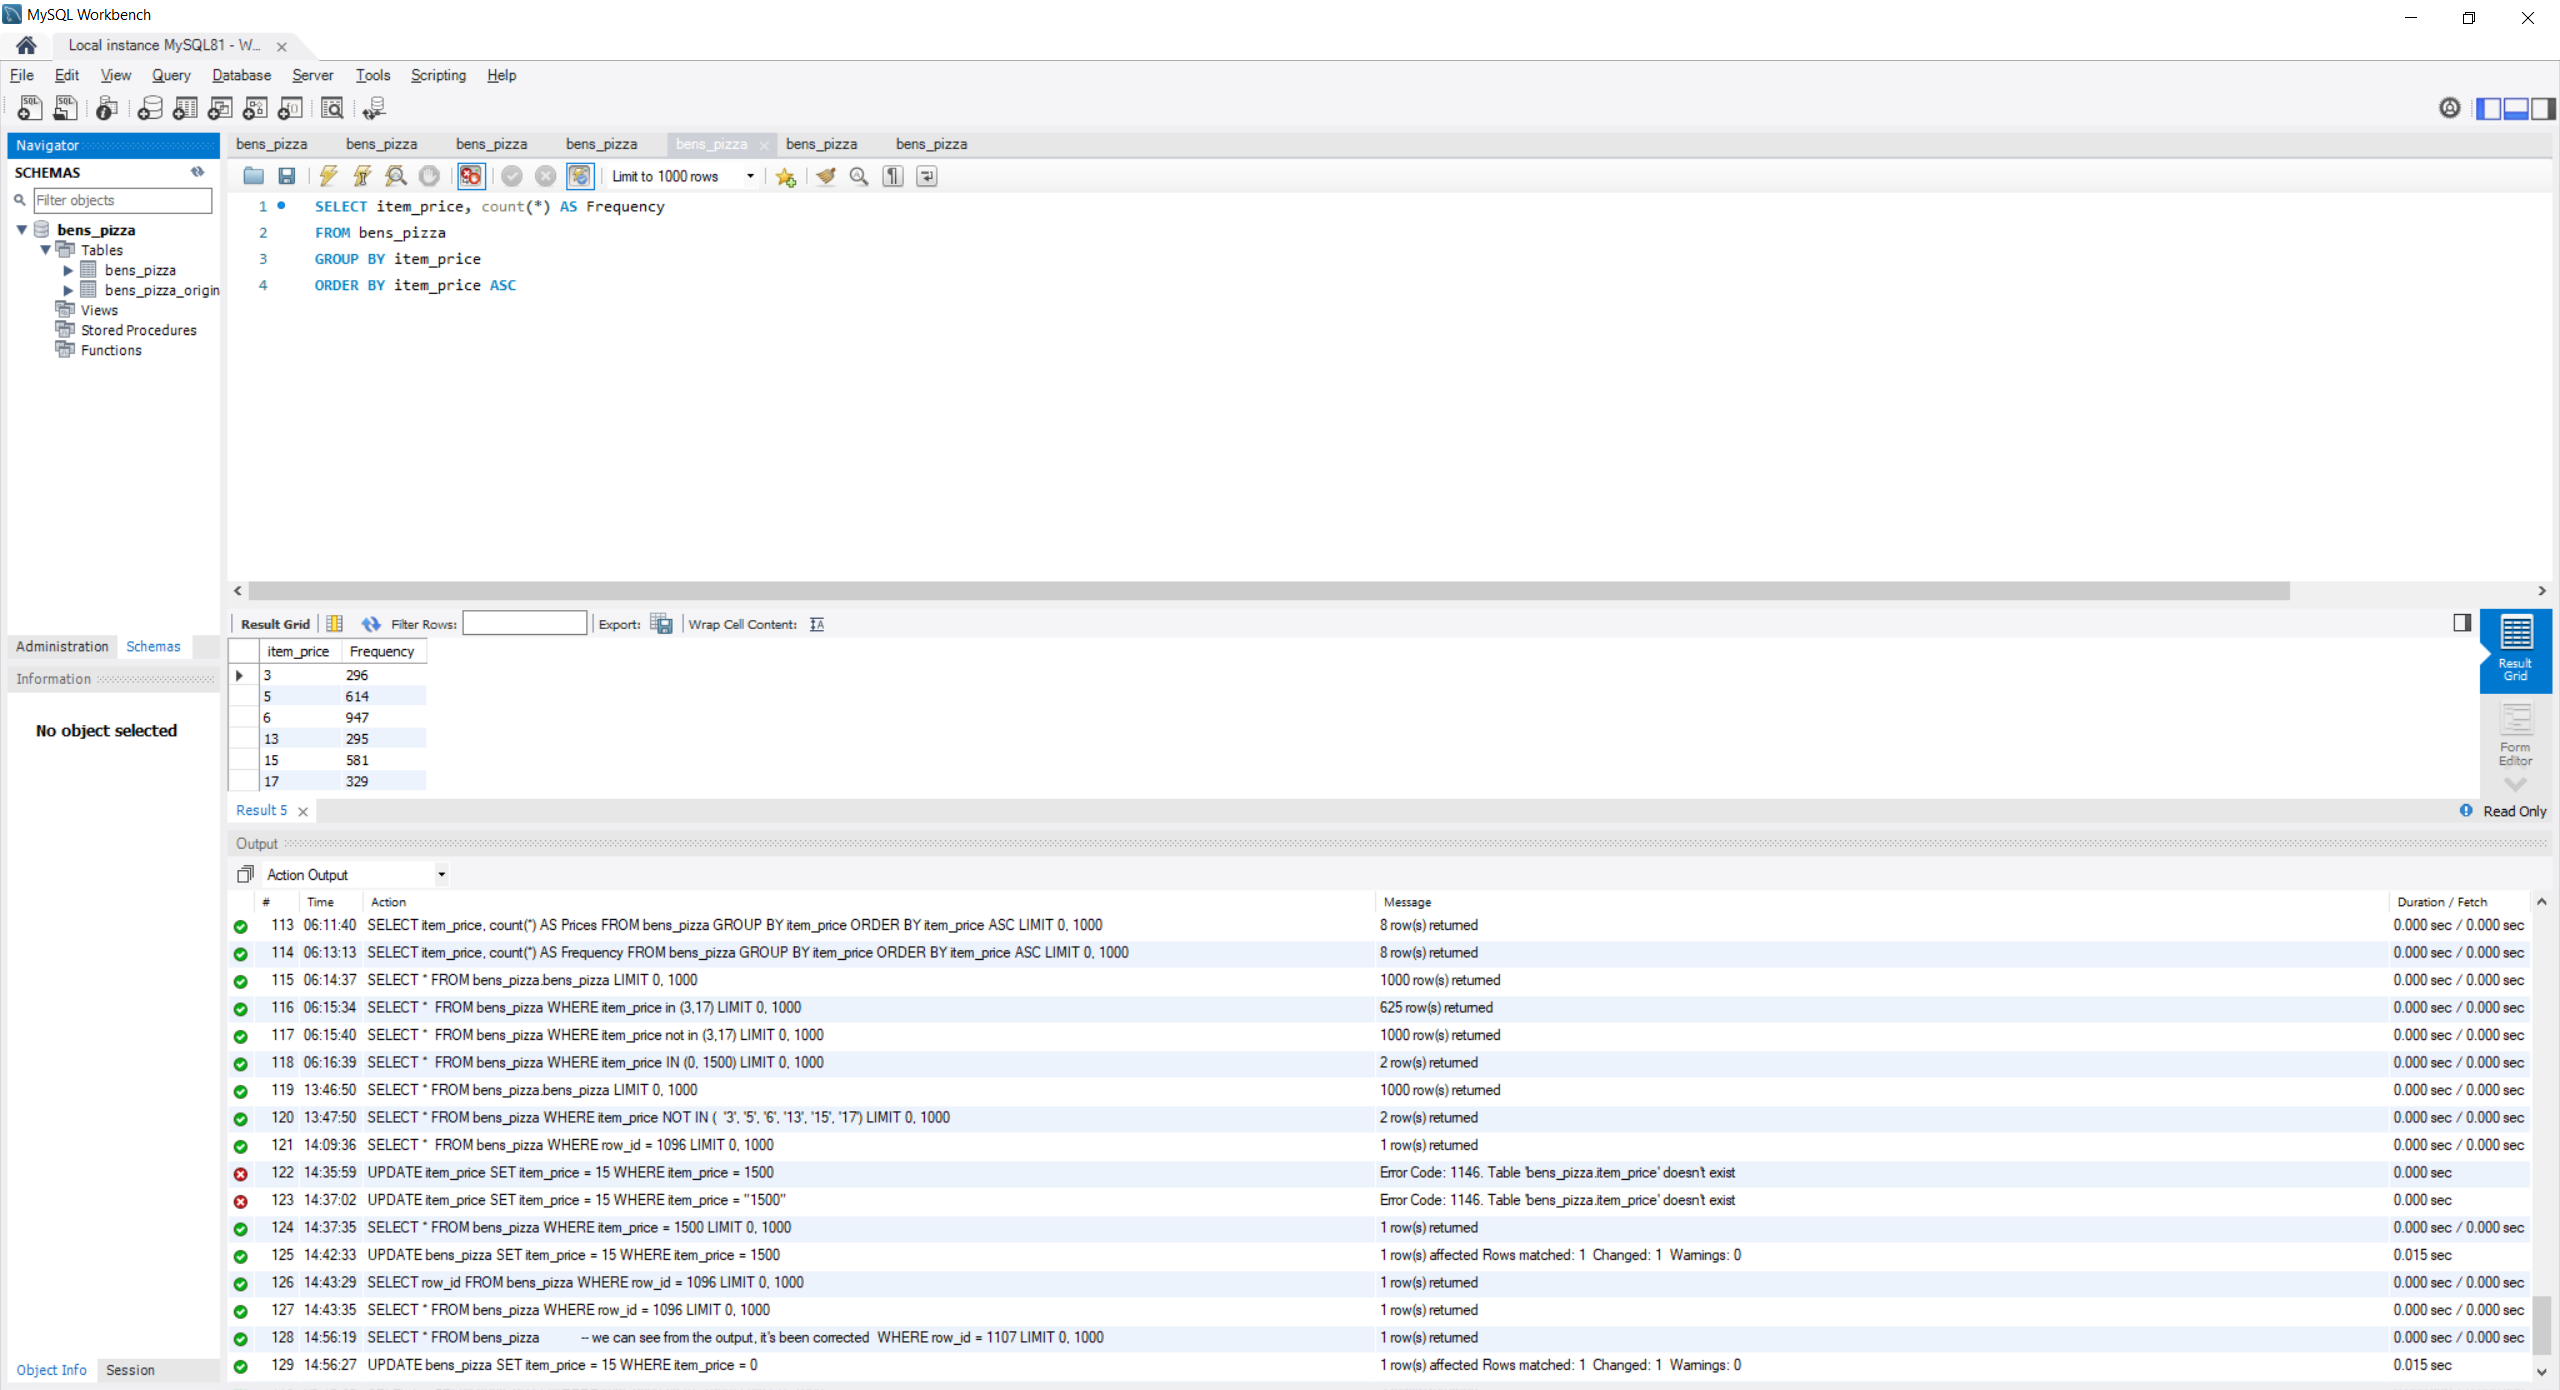 MySQL Workbench
Local instance MySQL81 - W...
File Edit View Query Database Server Tools Scripting Help
Navigator
SCHEMAS
Filter objects
bens_pizza
Tables
bens_pizza
bens_pizza_origin
Views
Stored Procedures
Functions
Administration Schemas
Information
No object selected
Object Info Session
bens_pizza bens_pizza bens_pizza bens_pizza bens_pizza bens_pizza bens_pizza
Limit to 1000 rows
1 SELECT item_price, count(*) AS Frequency
2 FROM bens_pizza
3 GROUP BY item_price
4 ORDER BY item_price ASC
Result Grid Filter Rows: Export: Wrap Cell Content:
item_price Frequency
3 296
5 614
6 947
13 295
15 581
17 329
Result Grid
Form Editor
Result 5
Read Only
Output
Action Output
# Time Action Message Duration / Fetch
113 06:11:40 SELECT item_price, count(*) AS Prices FROM bens_pizza GROUP BY item_price ORDER BY item_price ASC LIMIT 0, 1000 8 row(s) returned 0.000 sec / 0.000 sec
114 06:13:13 SELECT item_price, count(*) AS Frequency FROM bens_pizza GROUP BY item_price ORDER BY item_price ASC LIMIT 0, 1000 8 row(s) returned 0.000 sec / 0.000 sec
115 06:14:37 SELECT * FROM bens_pizza.bens_pizza LIMIT 0, 1000 1000 row(s) returned 0.000 sec / 0.000 sec
116 06:15:34 SELECT * FROM bens_pizza WHERE item_price in (3,17) LIMIT 0, 1000 625 row(s) returned 0.000 sec / 0.000 sec
117 06:15:40 SELECT * FROM bens_pizza WHERE item_price not in (3,17) LIMIT 0, 1000 1000 row(s) returned 0.000 sec / 0.000 sec
118 06:16:39 SELECT * FROM bens_pizza WHERE item_price IN (0, 1500) LIMIT 0, 1000 2 row(s) returned 0.000 sec / 0.000 sec
119 13:46:50 SELECT * FROM bens_pizza.bens_pizza LIMIT 0, 1000 1000 row(s) returned 0.000 sec / 0.000 sec
120 13:47:50 SELECT * FROM bens_pizza WHERE item_price NOT IN ( '3', '5', '6', '13', '15', '17') LIMIT 0, 1000 2 row(s) returned 0.000 sec / 0.000 sec
121 14:09:36 SELECT * FROM bens_pizza WHERE row_id = 1096 LIMIT 0, 1000 1 row(s) returned 0.000 sec / 0.000 sec
122 14:35:59 UPDATE item_price SET item_price = 15 WHERE item_price = 1500 Error Code: 1146. Table 'bens_pizza.item_price' doesn't exist 0.000 sec
123 14:37:02 UPDATE item_price SET item_price = 15 WHERE item_price = "1500" Error Code: 1146. Table 'bens_pizza.item_price' doesn't exist 0.000 sec
124 14:37:35 SELECT * FROM bens_pizza WHERE item_price = 1500 LIMIT 0, 1000 1 row(s) returned 0.000 sec / 0.000 sec
125 14:42:33 UPDATE bens_pizza SET item_price = 15 WHERE item_price = 1500 1 row(s) affected Rows matched: 1 Changed: 1 Warnings: 0 0.015 sec
126 14:43:29 SELECT row_id FROM bens_pizza WHERE row_id = 1096 LIMIT 0, 1000 1 row(s) returned 0.000 sec / 0.000 sec
127 14:43:35 SELECT * FROM bens_pizza WHERE row_id = 1096 LIMIT 0, 1000 1 row(s) returned 0.000 sec / 0.000 sec
128 14:56:19 SELECT * FROM bens_pizza -- we can see from the output, it's been corrected WHERE row_id = 1107 LIMIT 0, 1000 1 row(s) returned 0.000 sec / 0.000 sec
129 14:56:27 UPDATE bens_pizza SET item_price = 15 WHERE item_price = 0 1 row(s) affected Rows matched: 1 Changed: 1 Warnings: 0 0.015 sec